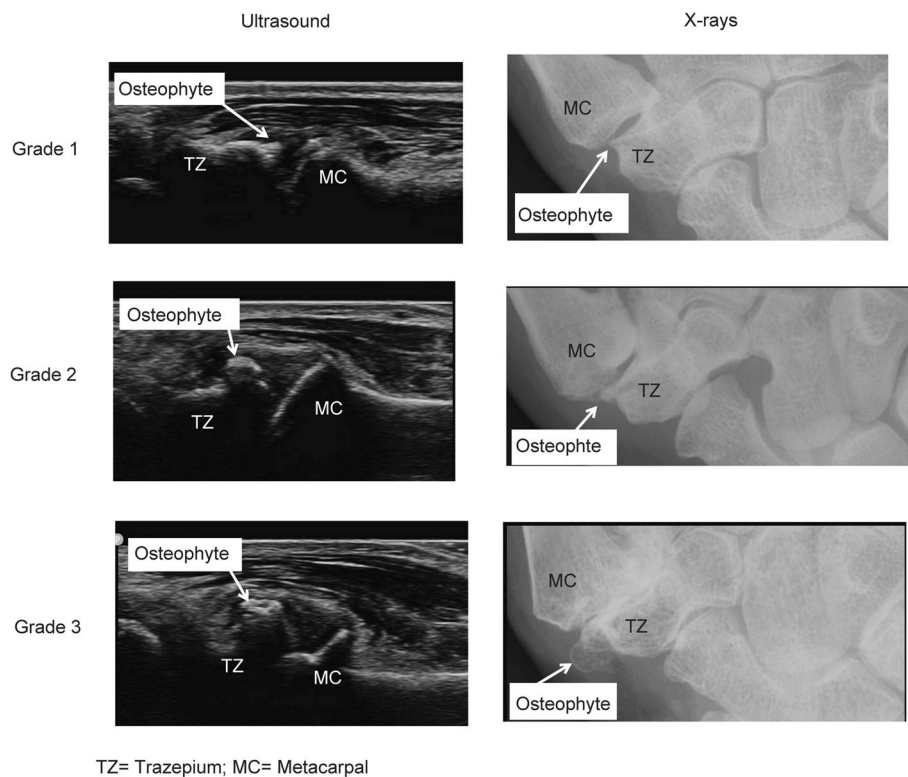 Ultrasound
X-rays
Grade 1
Osteophyte
TZ
MC
MC
TZ
Osteophyte
Grade 2
Osteophyte
TZ
MC
MC
TZ
Osteophte
Grade 3
P
Osteophyte
TZ
MC
MC
TZ
Osteophyte
TZ= Trazepium; MC= Metacarpal